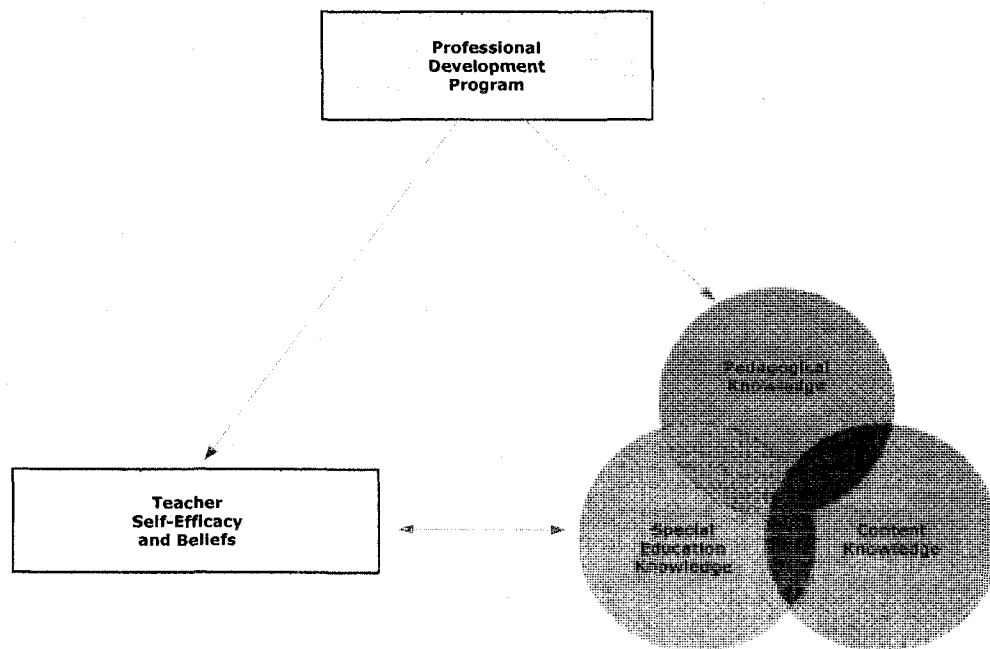 Professional
Development
Program
Pedagogical
Knowledge
Teacher
Self-Efficacy
and Beliefs
Special
Education
Knowledge
Content
Knowledge